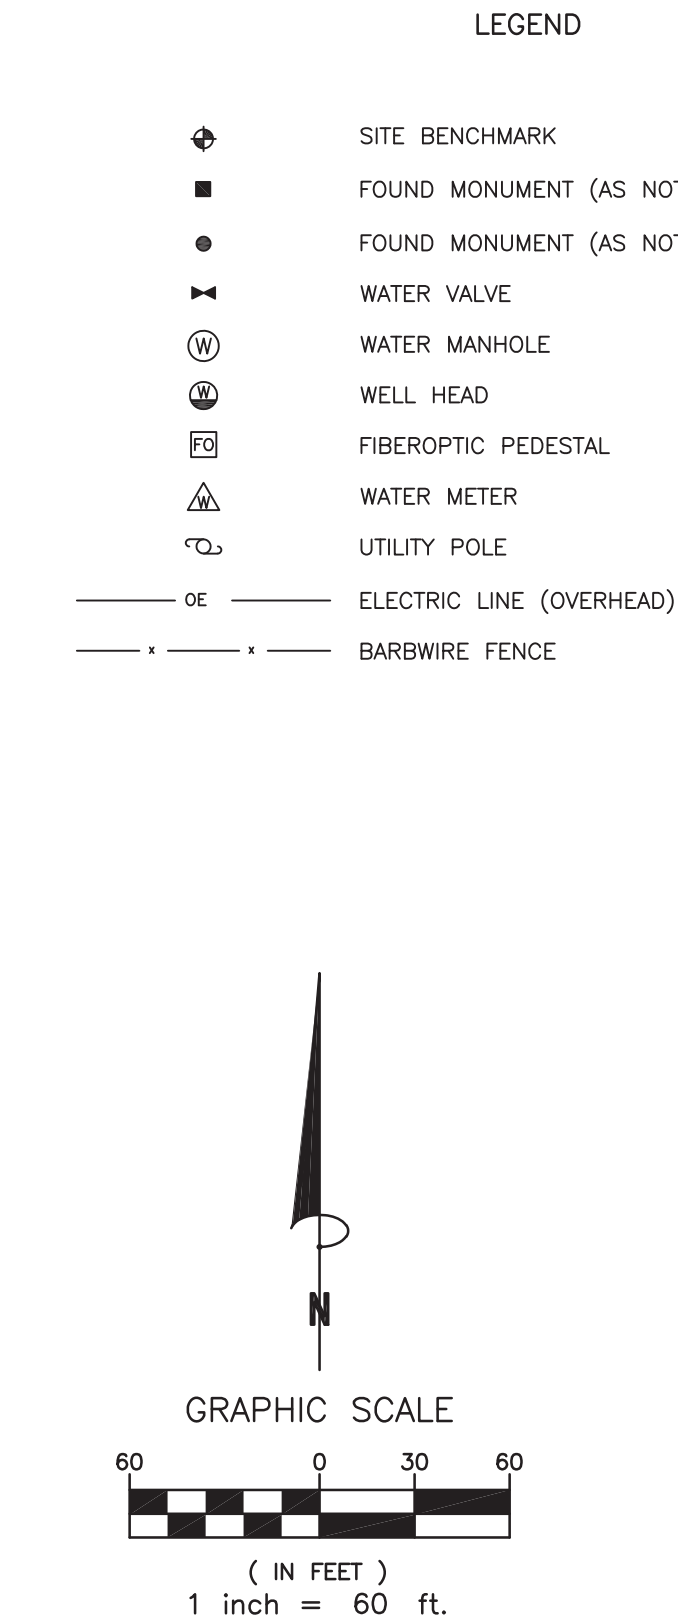 LEGEND
SITE BENCHMARK
FOUND MONUMENT (AS
FOUND MONUMENT (AS
WATER VALVE
W WATER MANHOLE
W WELL HEAD
FO FIBEROPTIC PEDESTAL
W WATER METER
UTILITY POLE
OE ELECTRIC LINE (OVERHEAD)
x x BARBWIRE FENCE
N
GRAPHIC SCALE
60 0 30 60
( IN FEET )
1 inch = 60 ft.